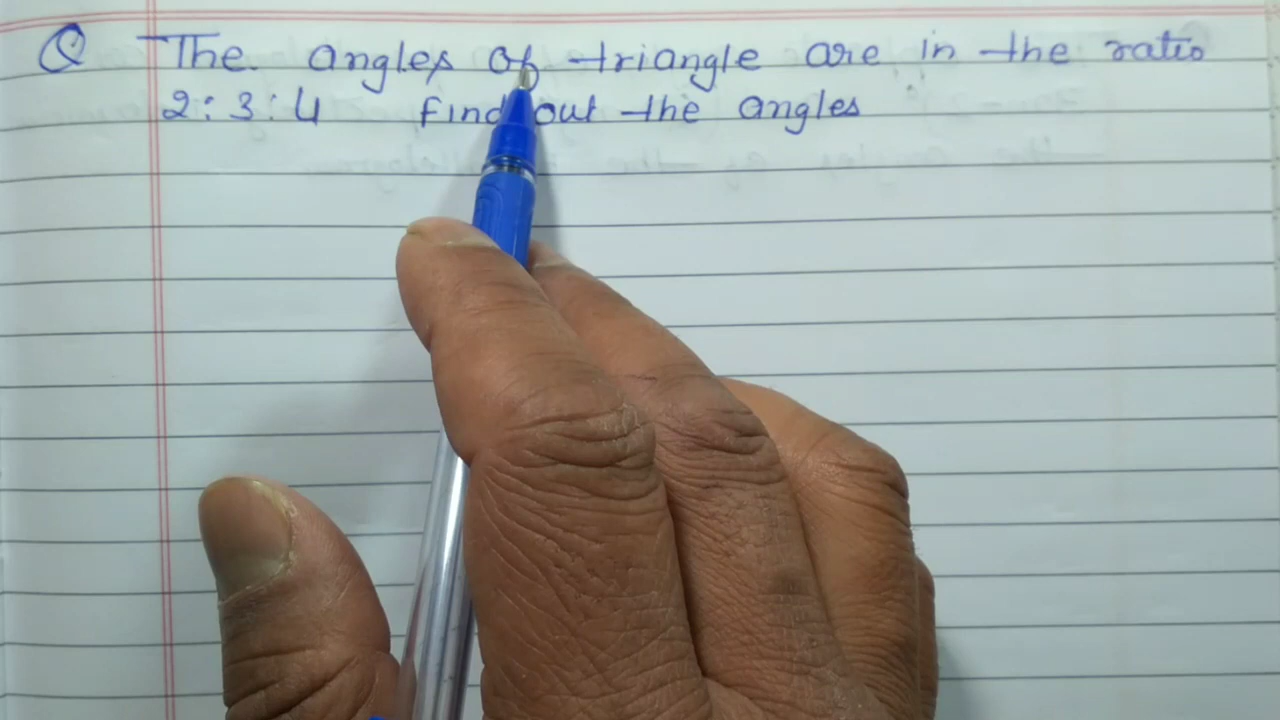 Q The angles of triangle are in the ratio
2:3:4 find out the angles